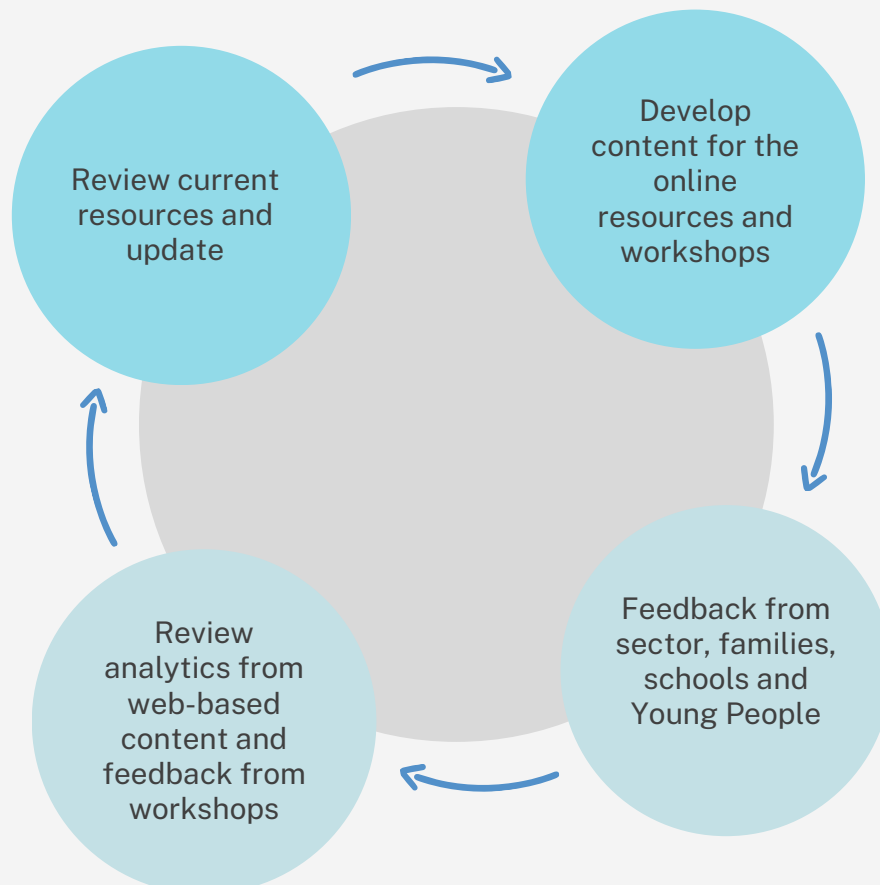 Review current
resources and
update
Develop
content for the
online
resources and
workshops
Feedback from
sector, families,
schools and
Young People
Review
analytics from
web-based
content and
feedback from
workshops